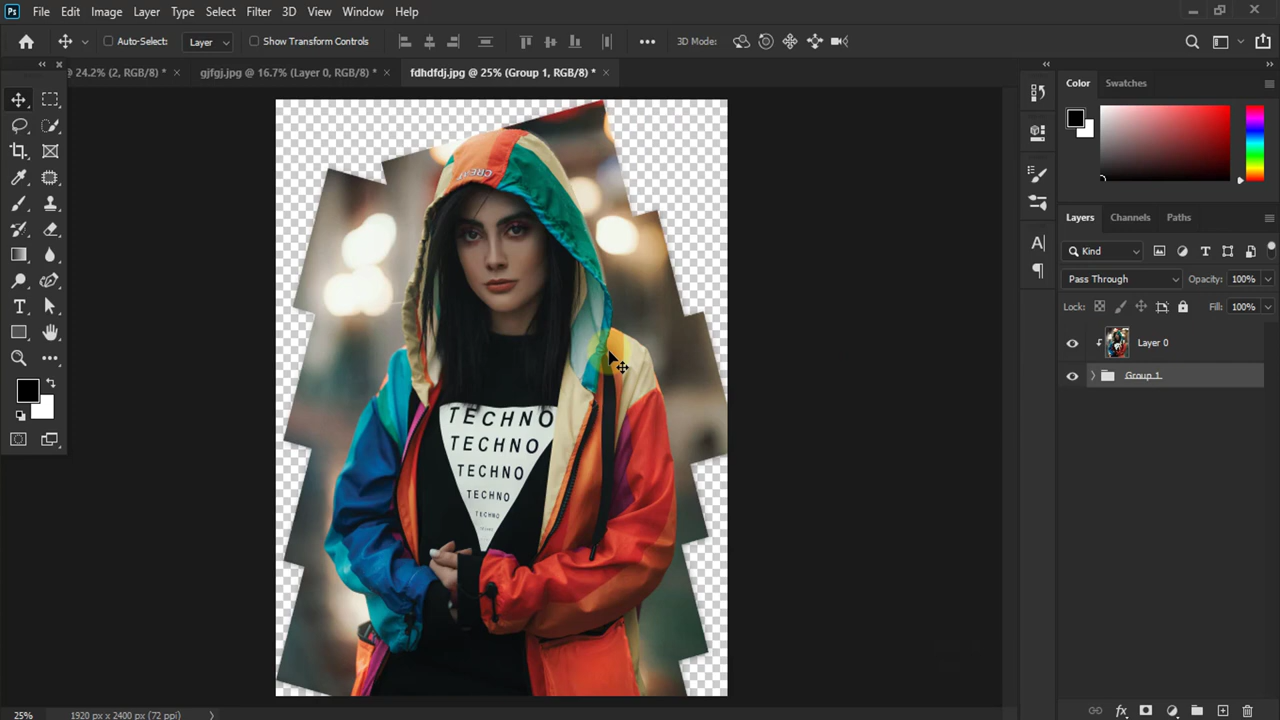 Ps File Edit Image Layer Type Select Filter 3D View Window Help
Auto-Select: Layer Show Transform Controls 3D Mode:
@ 24.2% (2, RGB/8) * gjfgj.jpg @ 16.7% (Layer 0, RGB/8) * fdhdfdj.jpg @ 25% (Group 1, RGB/8) *
Color Swatches
Layers Channels Paths
Kind
Pass Through Opacity: 100%
Lock: Fill: 100%
Layer 0
Group 1
CREW
TECHNO
TECHNO
TECHNO
TECHNO
TECHNO
25% 1920 px x 2400 px (72 ppi)